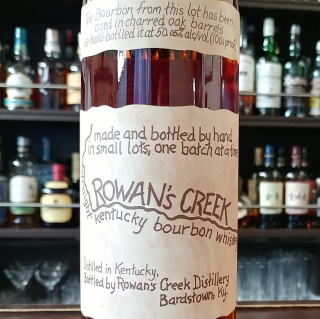 The Bourbon from this lot has been
aged in charred oak barrels
hand-bottled it at 50.05% alc/vol (100.1 proof)
made and bottled by hand
in small lots, one batch at a time
ROWAN'S CREEK
Kentucky bourbon whiskey
Distilled in Kentucky,
Bottled by Rowan's Creek Distillery
Bardstown, Ky.